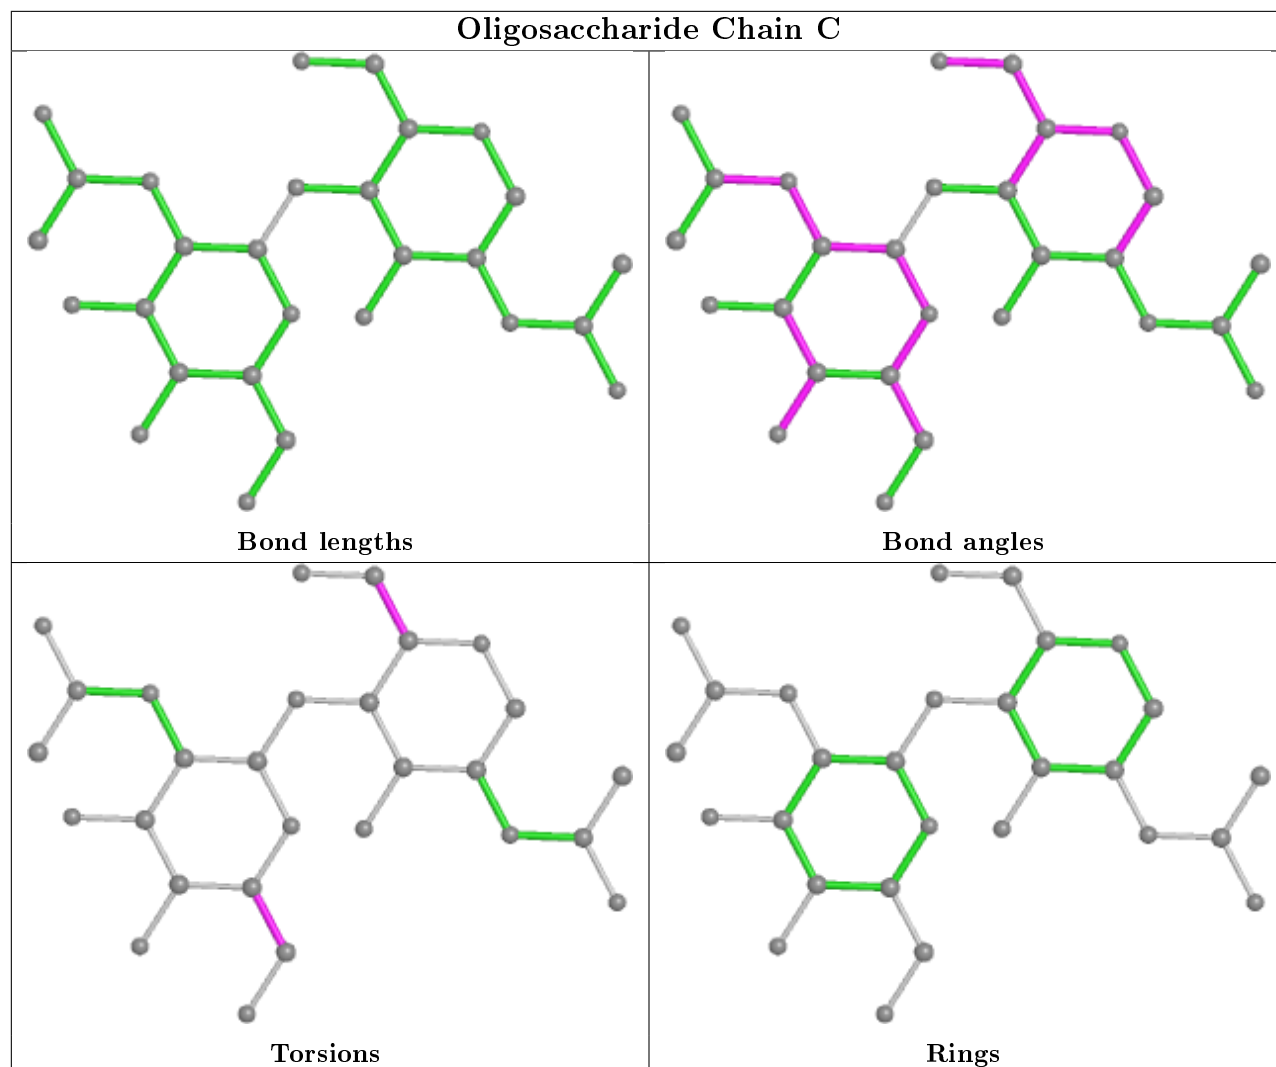 Oligosaccharide Chain C
Bond lengths
Bond angles
Torsions
Rings